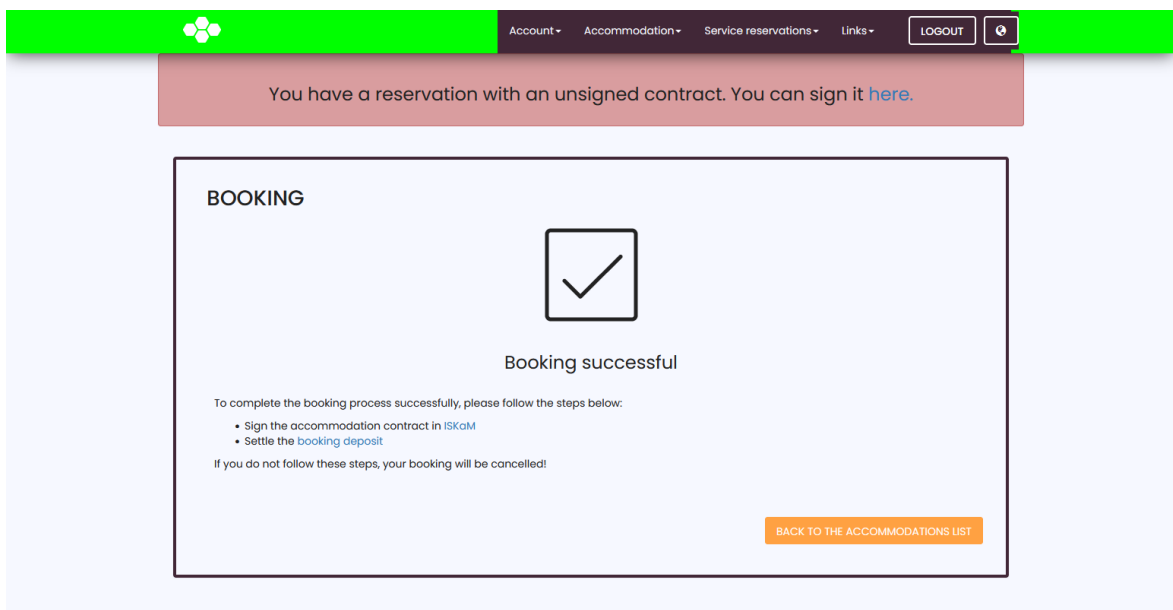 Account Accommodation Service reservations Links LOGOUT
You have a reservation with an unsigned contract. You can sign it here.
BOOKING
Booking successful
To complete the booking process successfully, please follow the steps below:
• Sign the accommodation contract in ISKaM
• Settle the booking deposit
If you do not follow these steps, your booking will be cancelled!
BACK TO THE ACCOMMODATIONS LIST